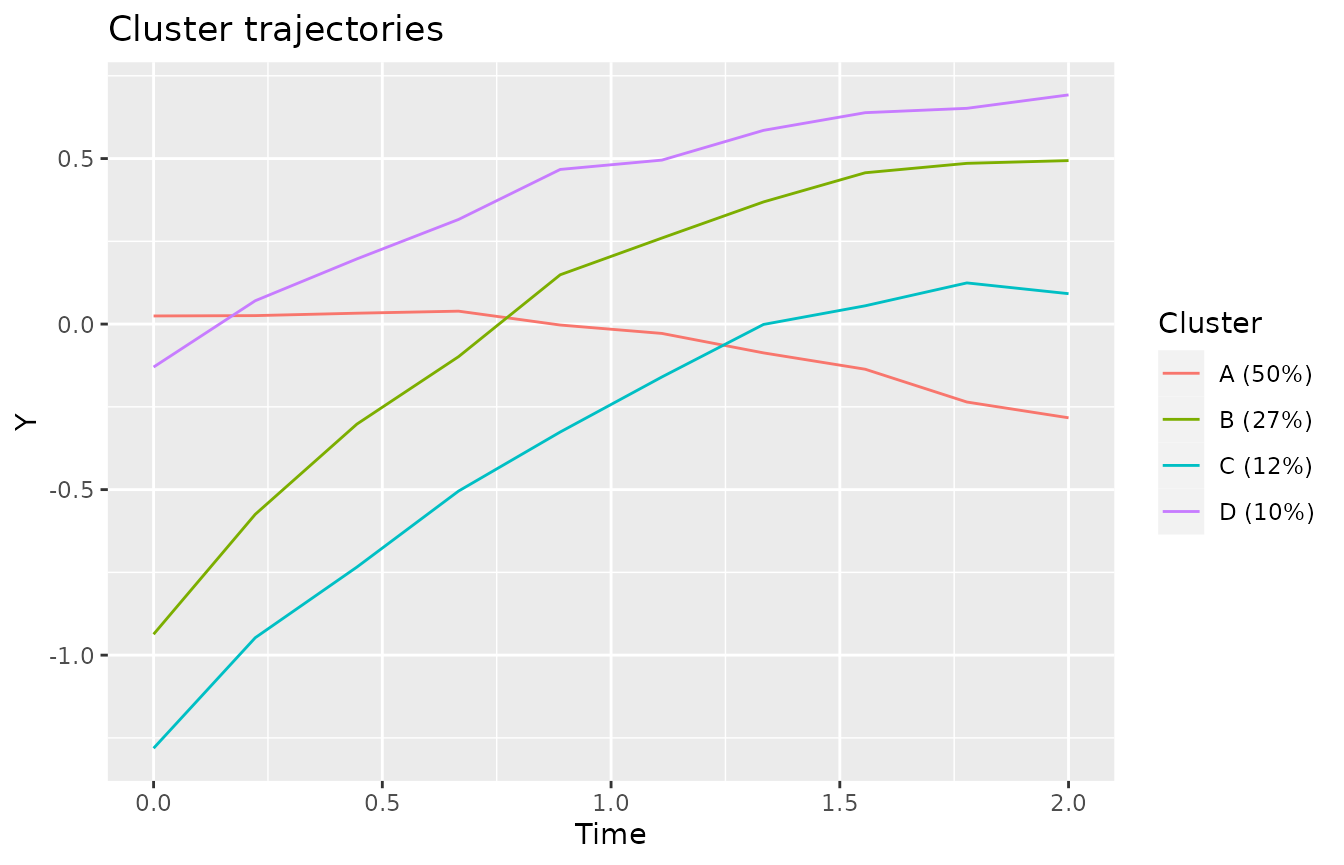 Cluster trajectories
0.5
0.0
-0.5
-1.0
Y
0.0 0.5 1.0 1.5 2.0
Time
Cluster
A (50%)
B (27%)
C (12%)
D (10%)